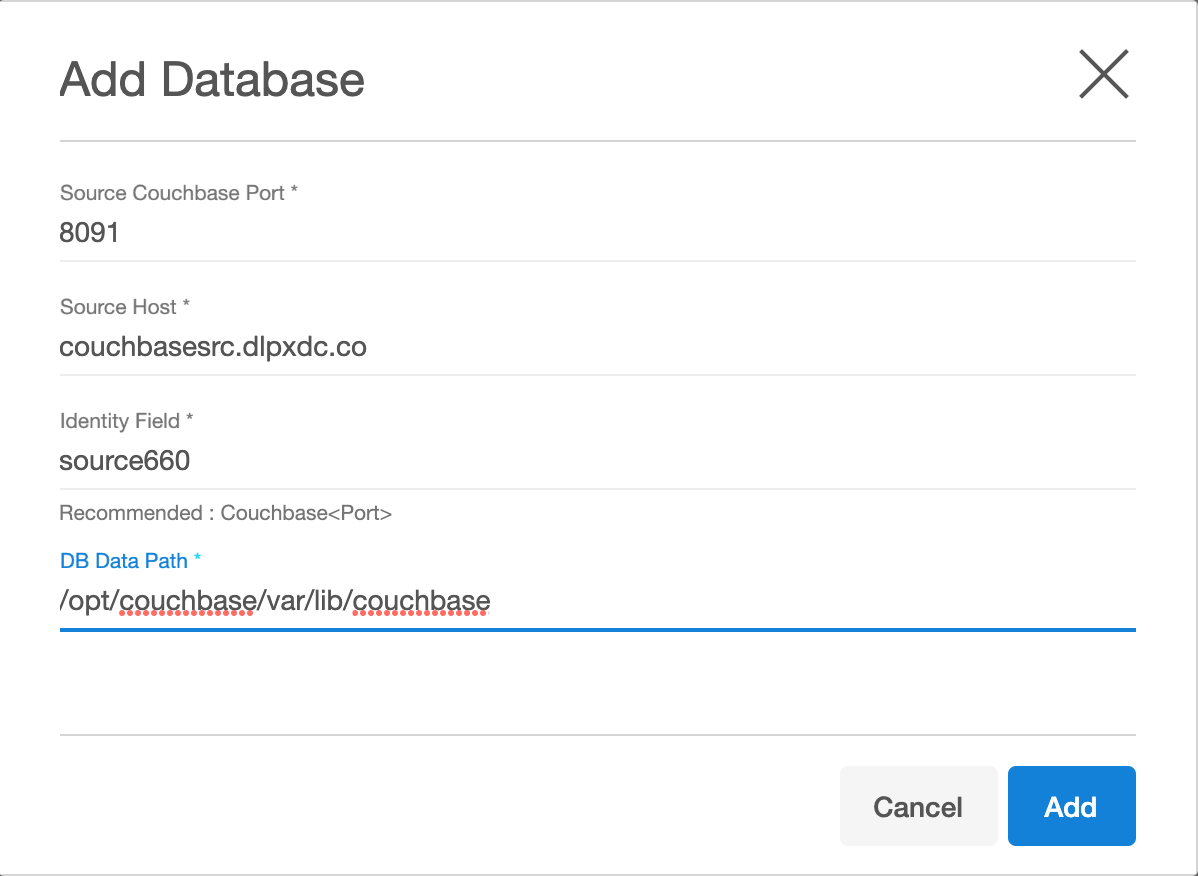 Add Database
Source Couchbase Port *
8091
Source Host *
couchbasesrc.dlpxdc.co
Identity Field *
source660
Recommended : Couchbase<Port>
DB Data Path *
/opt/couchbase/var/lib/couchbase
Cancel
Add